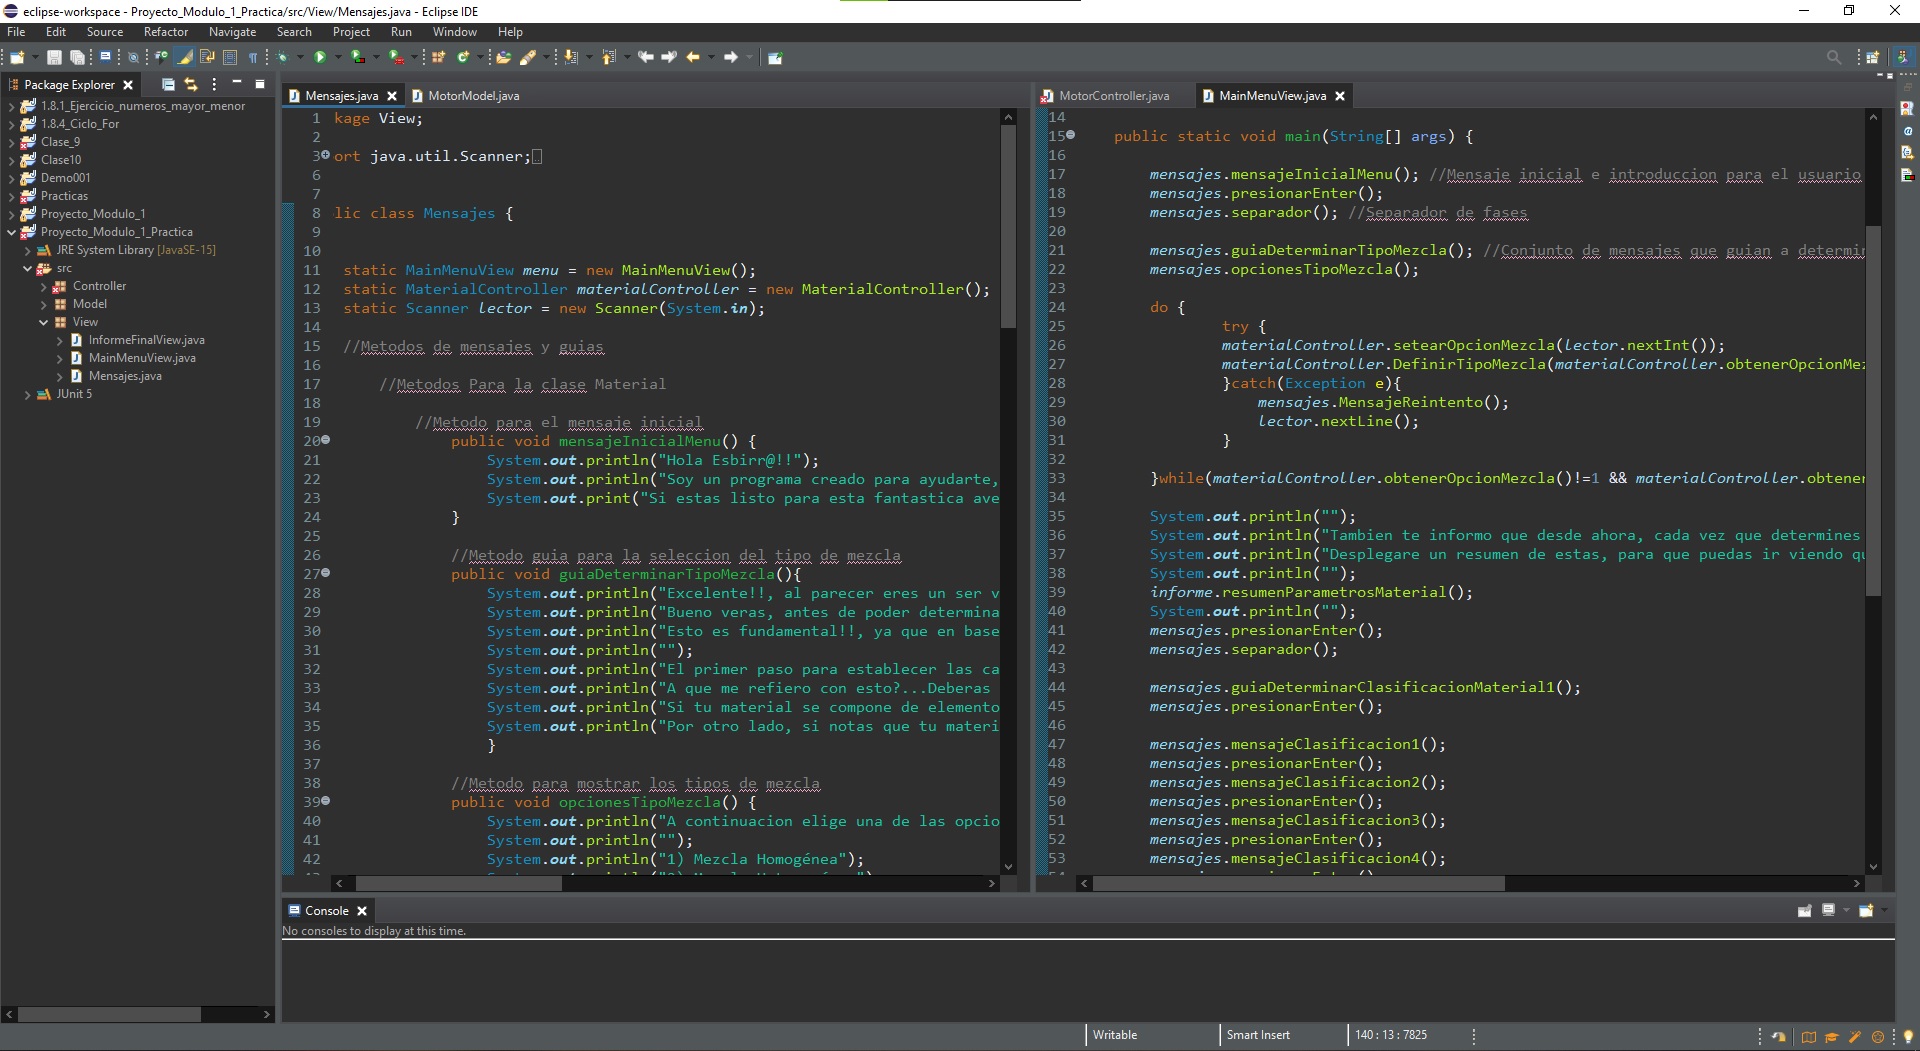 eclipse-workspace - Proyecto_Modulo_1_Practica/src/View/Mensajes.java - Eclipse IDE
File Edit Source Refactor Navigate Search Project Run Window Help
Package Explorer
1.8.1_Ejercicio_numeros_mayor_menor
1.8.4_Ciclo_For
Clase_9
Clase10
Demo001
Practicas
Proyecto_Modulo_1
Proyecto_Modulo_1_Practica
JRE System Library [JavaSE-15]
src
Controller
Model
View
InformeFinalView.java
MainMenuView.java
Mensajes.java
JUnit 5
Mensajes.java MotorModel.java
1 kage View;
2
3 ort java.util.Scanner;
6
7
8 lic class Mensajes {
9
10
11 static MainMenuView menu = new MainMenuView();
12 static MaterialController materialController = new MaterialController();
13 static Scanner lector = new Scanner(System.in);
14
15 //Metodos de mensajes y guias
16
17 //Metodos Para la clase Material
18
19 //Metodo para el mensaje inicial
20 public void mensajeInicialMenu() {
21 System.out.println("Hola Esbirr@!!");
22 System.out.println("Soy un programa creado para ayudarte,
23 System.out.print("Si estas listo para esta fantastica ave
24 }
25
26 //Metodo guia para la seleccion del tipo de mezcla
27 public void guiaDeterminarTipoMezcla(){
28 System.out.println("Excelente!!, al parecer eres un ser v
29 System.out.println("Bueno veras, antes de poder determina
30 System.out.println("Esto es fundamental!!, ya que en base
31 System.out.println("");
32 System.out.println("El primer paso para establecer las ca
33 System.out.println("A que me refiero con esto?...Deberas
34 System.out.println("Si tu material se compone de elemento
35 System.out.println("Por otro lado, si notas que tu materi
36 }
37
38 //Metodo para mostrar los tipos de mezcla
39 public void opcionesTipoMezcla() {
40 System.out.println("A continuacion elige una de las opcio
41 System.out.println("");
42 System.out.println("1) Mezcla Homogénea");
MotorController.java MainMenuView.java
14
15 public static void main(String[] args) {
16
17 mensajes.mensajeInicialMenu(); //Mensaje inicial e introduccion para el usuario
18 mensajes.presionarEnter();
19 mensajes.separador(); //Separador de fases
20
21 mensajes.guiaDeterminarTipoMezcla(); //Conjunto de mensajes que guian a determin
22 mensajes.opcionesTipoMezcla();
23
24 do {
25 try {
26 materialController.setearOpcionMezcla(lector.nextInt());
27 materialController.DefinirTipoMezcla(materialController.obtenerOpcionMez
28 }catch(Exception e){
29 mensajes.MensajeReintento();
30 lector.nextLine();
31 }
32
33 }while(materialController.obtenerOpcionMezcla()!=1 && materialController.obtener
34
35 System.out.println("");
36 System.out.println("Tambien te informo que desde ahora, cada vez que determines
37 System.out.println("Desplegare un resumen de estas, para que puedas ir viendo qu
38 System.out.println("");
39 informe.resumenParametrosMaterial();
40 System.out.println("");
41 mensajes.presionarEnter();
42 mensajes.separador();
43
44 mensajes.guiaDeterminarClasificacionMaterial1();
45 mensajes.presionarEnter();
46
47 mensajes.mensajeClasificacion1();
48 mensajes.presionarEnter();
49 mensajes.mensajeClasificacion2();
50 mensajes.presionarEnter();
51 mensajes.mensajeClasificacion3();
52 mensajes.presionarEnter();
53 mensajes.mensajeClasificacion4();
Console
No consoles to display at this time.
Writable Smart Insert 140 : 13 : 7825